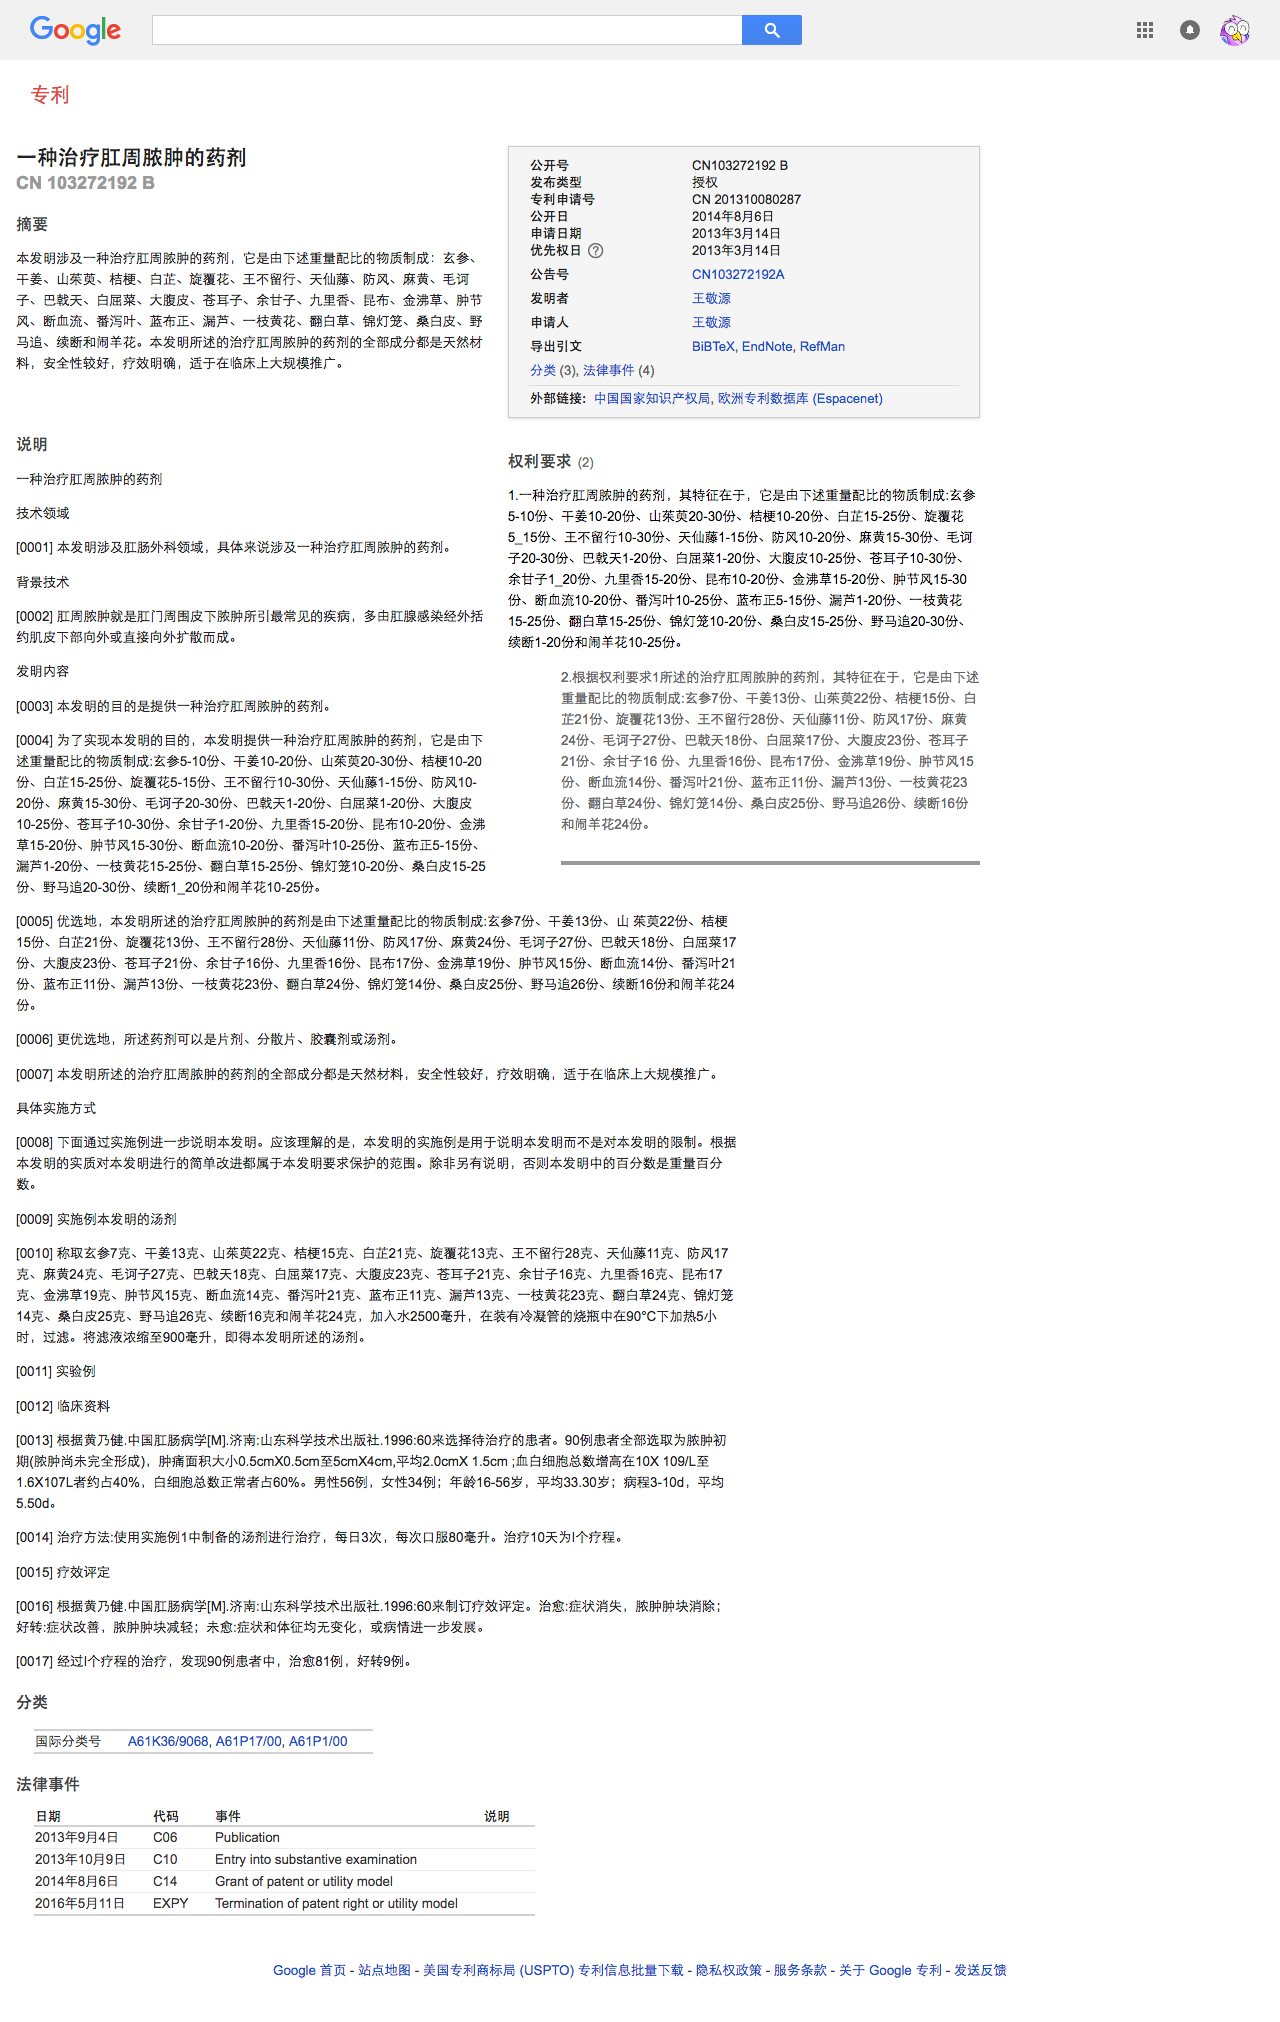 Google
专利
一种治疗肛周脓肿的药剂
CN 103272192 B
摘要
本发明涉及一种治疗肛周脓肿的药剂，它是由下述重量配比的物质制成：玄参、
干姜、山茱萸、桔梗、白芷、旋覆花、王不留行、天仙藤、防风、麻黄、毛诃
子、巴戟天、白屈菜、大腹皮、苍耳子、余甘子、九里香、昆布、金沸草、肿节
风、断血流、番泻叶、蓝布正、漏芦、一枝黄花、翻白草、锦灯笼、桑白皮、野
马追、续断和闹羊花。本发明所述的治疗肛周脓肿的药剂的全部成分都是天然材
料，安全性较好，疗效明确，适于在临床上大规模推广。
公开号 CN103272192 B
发布类型 授权
专利申请号 CN 201310080287
公开日 2014年8月6日
申请日期 2013年3月14日
优先权日 ? 2013年3月14日
公告号 CN103272192A
发明者 王敬源
申请人 王敬源
导出引文 BiBTeX, EndNote, RefMan
分类 (3), 法律事件 (4)
外部链接: 中国国家知识产权局, 欧洲专利数据库 (Espacenet)
说明
一种治疗肛周脓肿的药剂
技术领域
[0001] 本发明涉及肛肠外科领域，具体来说涉及一种治疗肛周脓肿的药剂。
背景技术
[0002] 肛周脓肿就是肛门周围皮下脓肿所引最常见的疾病，多由肛腺感染经外括
约肌皮下部向外或直接向外扩散而成。
发明内容
[0003] 本发明的目的是提供一种治疗肛周脓肿的药剂。
[0004] 为了实现本发明的目的，本发明提供一种治疗肛周脓肿的药剂，它是由下
述重量配比的物质制成:玄参5-10份、干姜10-20份、山茱萸20-30份、桔梗10-20
份、白芷15-25份、旋覆花5-15份、王不留行10-30份、天仙藤1-15份、防风10-
20份、麻黄15-30份、毛诃子20-30份、巴戟天1-20份、白屈菜1-20份、大腹皮
10-25份、苍耳子10-30份、余甘子1-20份、九里香15-20份、昆布10-20份、金沸
草15-20份、肿节风15-30份、断血流10-20份、番泻叶10-25份、蓝布正5-15份、
漏芦1-20份、一枝黄花15-25份、翻白草15-25份、锦灯笼10-20份、桑白皮15-25
份、野马追20-30份、续断1_20份和闹羊花10-25份。
[0005] 优选地，本发明所述的治疗肛周脓肿的药剂是由下述重量配比的物质制成:玄参7份、干姜13份、山 茱萸22份、桔梗
15份、白芷21份、旋覆花13份、王不留行28份、天仙藤11份、防风17份、麻黄24份、毛诃子27份、巴戟天18份、白屈菜17
份、大腹皮23份、苍耳子21份、余甘子16份、九里香16份、昆布17份、金沸草19份、肿节风15份、断血流14份、番泻叶21
份、蓝布正11份、漏芦13份、一枝黄花23份、翻白草24份、锦灯笼14份、桑白皮25份、野马追26份、续断16份和闹羊花24
份。
[0006] 更优选地，所述药剂可以是片剂、分散片、胶囊剂或汤剂。
[0007] 本发明所述的治疗肛周脓肿的药剂的全部成分都是天然材料，安全性较好，疗效明确，适于在临床上大规模推广。
具体实施方式
[0008] 下面通过实施例进一步说明本发明。应该理解的是，本发明的实施例是用于说明本发明而不是对本发明的限制。根据
本发明的实质对本发明进行的简单改进都属于本发明要求保护的范围。除非另有说明，否则本发明中的百分数是重量百分
数。
[0009] 实施例本发明的汤剂
[0010] 称取玄参7克、干姜13克、山茱萸22克、桔梗15克、白芷21克、旋覆花13克、王不留行28克、天仙藤11克、防风17
克、麻黄24克、毛诃子27克、巴戟天18克、白屈菜17克、大腹皮23克、苍耳子21克、余甘子16克、九里香16克、昆布17
克、金沸草19克、肿节风15克、断血流14克、番泻叶21克、蓝布正11克、漏芦13克、一枝黄花23克、翻白草24克、锦灯笼
14克、桑白皮25克、野马追26克、续断16克和闹羊花24克，加入水2500毫升，在装有冷凝管的烧瓶中在90°C下加热5小
时，过滤。将滤液浓缩至900毫升，即得本发明所述的汤剂。
[0011] 实验例
[0012] 临床资料
[0013] 根据黄乃健.中国肛肠病学[M].济南:山东科学技术出版社.1996:60来选择待治疗的患者。90例患者全部选取为脓肿初
期(脓肿尚未完全形成)，肿痛面积大小0.5cmX0.5cm至5cmX4cm,平均2.0cmX 1.5cm ;血白细胞总数增高在10X 109/L至
1.6X107L者约占40%，白细胞总数正常者占60%。男性56例，女性34例；年龄16-56岁，平均33.30岁；病程3-10d，平均
5.50d。
[0014] 治疗方法:使用实施例1中制备的汤剂进行治疗，每日3次，每次口服80毫升。治疗10天为I个疗程。
[0015] 疗效评定
[0016] 根据黄乃健.中国肛肠病学[M].济南:山东科学技术出版社.1996:60来制订疗效评定。治愈:症状消失，脓肿肿块消除；
好转:症状改善，脓肿肿块减轻；未愈:症状和体征均无变化，或病情进一步发展。
[0017] 经过I个疗程的治疗，发现90例患者中，治愈81例，好转9例。
权利要求 (2)
1.一种治疗肛周脓肿的药剂，其特征在于，它是由下述重量配比的物质制成:玄参
5-10份、干姜10-20份、山茱萸20-30份、桔梗10-20份、白芷15-25份、旋覆花
5_15份、王不留行10-30份、天仙藤1-15份、防风10-20份、麻黄15-30份、毛诃
子20-30份、巴戟天1-20份、白屈菜1-20份、大腹皮10-25份、苍耳子10-30份、
余甘子1_20份、九里香15-20份、昆布10-20份、金沸草15-20份、肿节风15-30
份、断血流10-20份、番泻叶10-25份、蓝布正5-15份、漏芦1-20份、一枝黄花
15-25份、翻白草15-25份、锦灯笼10-20份、桑白皮15-25份、野马追20-30份、
续断1-20份和闹羊花10-25份。
2.根据权利要求1所述的治疗肛周脓肿的药剂，其特征在于，它是由下述
重量配比的物质制成:玄参7份、干姜13份、山茱萸22份、桔梗15份、白
芷21份、旋覆花13份、王不留行28份、天仙藤11份、防风17份、麻黄
24份、毛诃子27份、巴戟天18份、白屈菜17份、大腹皮23份、苍耳子
21份、余甘子16 份、九里香16份、昆布17份、金沸草19份、肿节风15
份、断血流14份、番泻叶21份、蓝布正11份、漏芦13份、一枝黄花23
份、翻白草24份、锦灯笼14份、桑白皮25份、野马追26份、续断16份
和闹羊花24份。
分类
国际分类号 A61K36/9068, A61P17/00, A61P1/00
法律事件
日期 代码 事件 说明
2013年9月4日 C06 Publication
2013年10月9日 C10 Entry into substantive examination
2014年8月6日 C14 Grant of patent or utility model
2016年5月11日 EXPY Termination of patent right or utility model
Google 首页 - 站点地图 - 美国专利商标局 (USPTO) 专利信息批量下载 - 隐私权政策 - 服务条款 - 关于 Google 专利 - 发送反馈